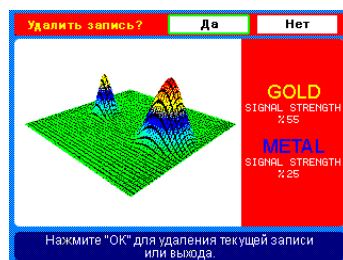 Удалить запись?
Да
Нет
GOLD
SIGNAL STRENGTH
%55
METAL
SIGNAL STRENGTH
%25
Нажмите "ОК" для удаления текущей записи
или выхода.